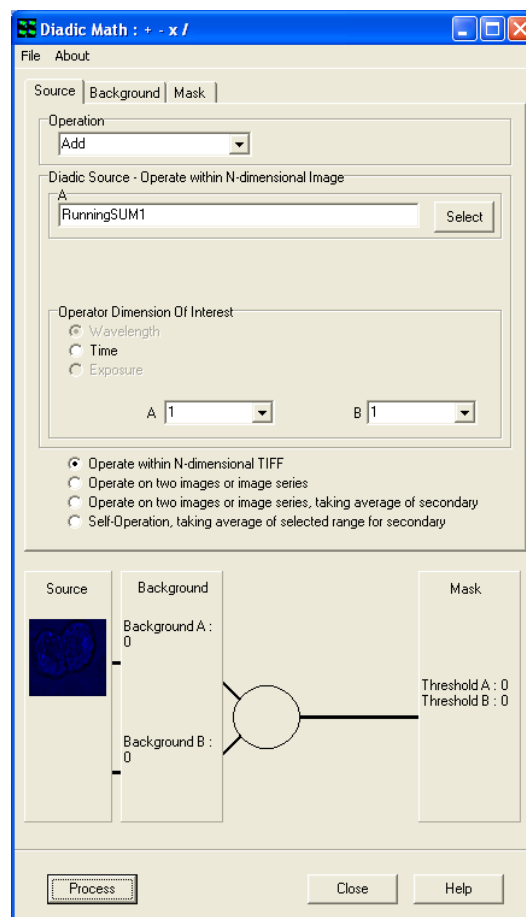 Diadic Math : + - x /
File About
Source Background Mask
Operation
Add
Diadic Source - Operate within N-dimensional Image
A
RunningSUM1 Select
Operator Dimension Of Interest
Wavelength
Time
Exposure
A 1 B 1
Operate within N-dimensional TIFF
Operate on two images or image series
Operate on two images or image series, taking average of secondary
Self-Operation, taking average of selected range for secondary
Source Background Mask
Background A :
0
Threshold A : 0
Threshold B : 0
Background B :
0
Process Close Help